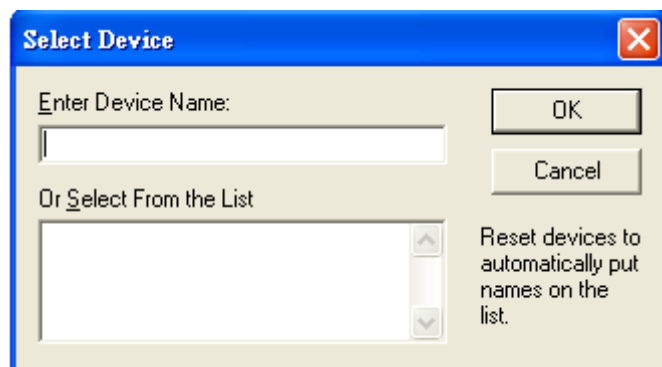 Select Device
Enter Device Name:
OK
Cancel
Or Select From the List
Reset devices to
automatically put
names on the
list.